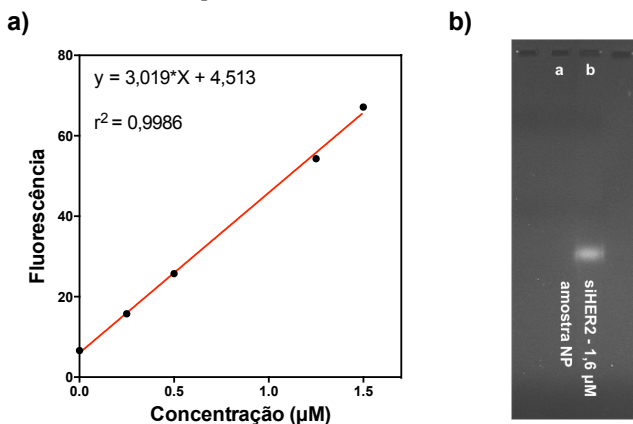 a)
y = 3,019*X + 4,513
r² = 0,9986
80
60
40
20
0
0.0
0.5
1.0
1.5
Fluorescência
Concentração (μM)
b)
a
b
siHER2 - 1,6 μM
amostra NP